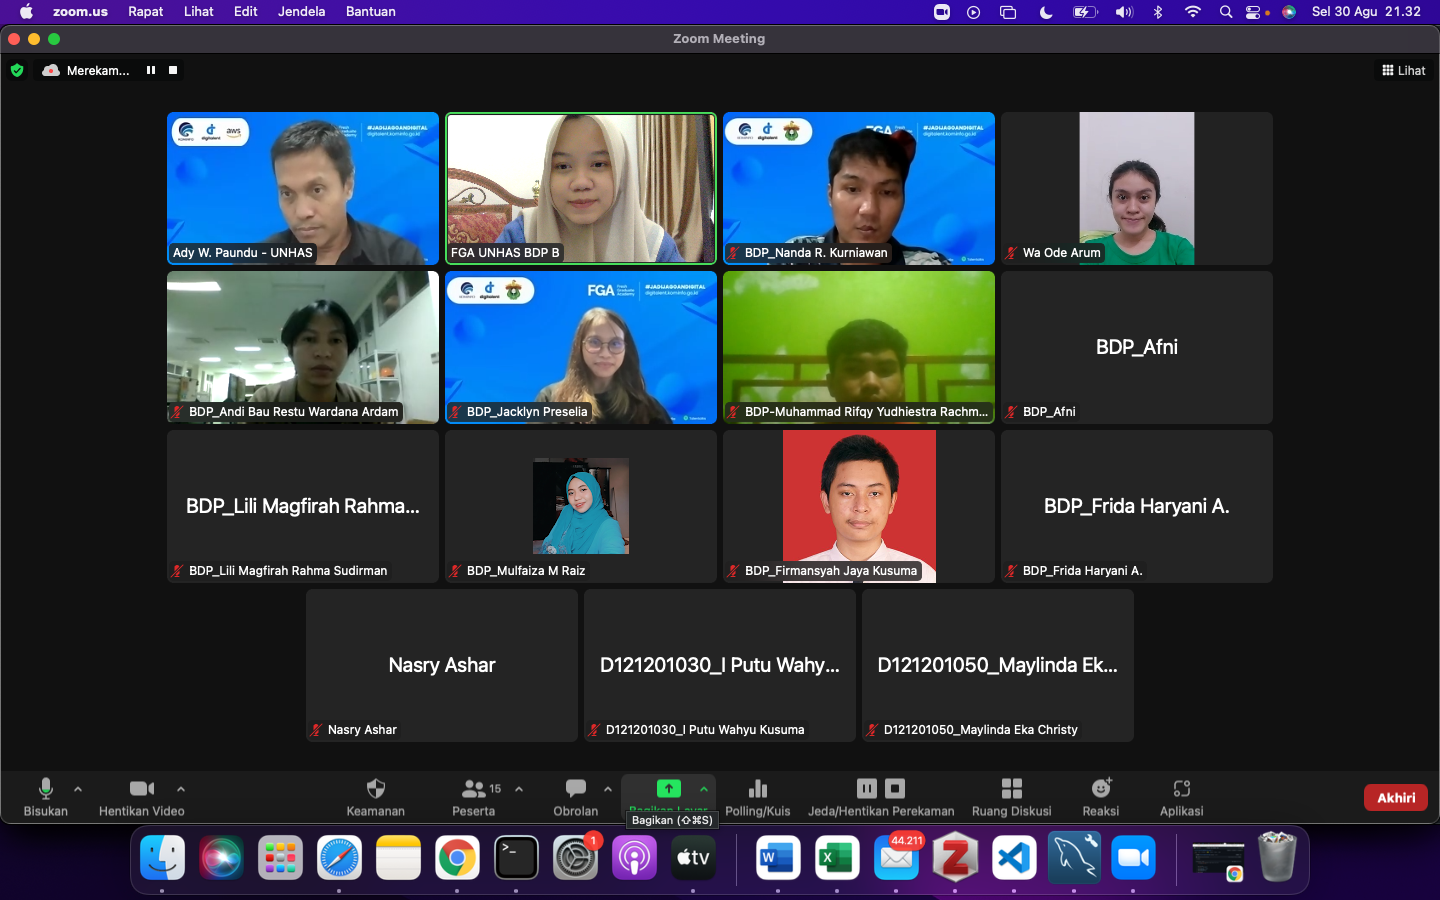 zoom.us Rapat Lihat Edit Jendela Bantuan Sel 30 Agu 21.32
Zoom Meeting
Merekam... Lihat
digitalent aws #JADIJAGOANDIGITAL
digitalent.kominfo.go.id
Ady W. Paundu - UNHAS
FGA UNHAS BDP B
digitalent FGA #JADIJAGOANDIGITAL
digitalent.kominfo.go.id
BDP_Nanda R. Kurniawan
Wa Ode Arum
BDP_Andi Bau Restu Wardana Ardam
digitalent FGA Fresh Graduate Academy #JADIJAGOANDIGITAL
digitalent.kominfo.go.id
BDP_Jacklyn Preselia
BDP-Muhammad Rifqy Yudhiestra Rachm...
BDP_Afni
BDP_Afni
BDP_Lili Magfirah Rahma...
BDP_Lili Magfirah Rahma Sudirman
BDP_Mulfaiza M Raiz
BDP_Firmansyah Jaya Kusuma
BDP_Frida Haryani A.
BDP_Frida Haryani A.
Nasry Ashar
Nasry Ashar
D121201030_I Putu Wahy...
D121201030_I Putu Wahyu Kusuma
D121201050_Maylinda Ek...
D121201050_Maylinda Eka Christy
15
Bisukan Hentikan Video Keamanan Peserta Obrolan Bagikan Layar Polling/Kuis Jeda/Hentikan Perekaman Ruang Diskusi Reaksi Aplikasi Akhiri
Bagikan (⇧⌘S)
1 44.211
tv